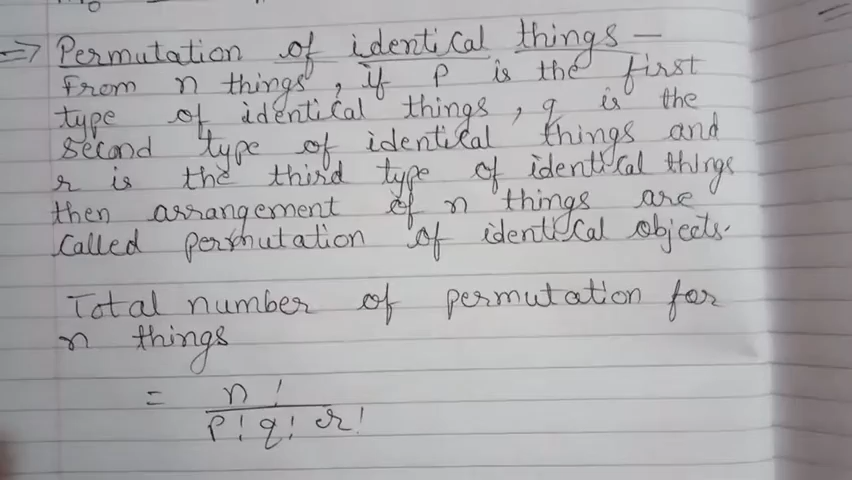 ⇒ Permutation of identical things –
From n things, if P is the first
type of identical things, q is the
second type of identical things and
r is the third type of identical things
then arrangement of n things are
called permutation of identical objects.
Total number of permutation for
n things
= n!
P! q! r!